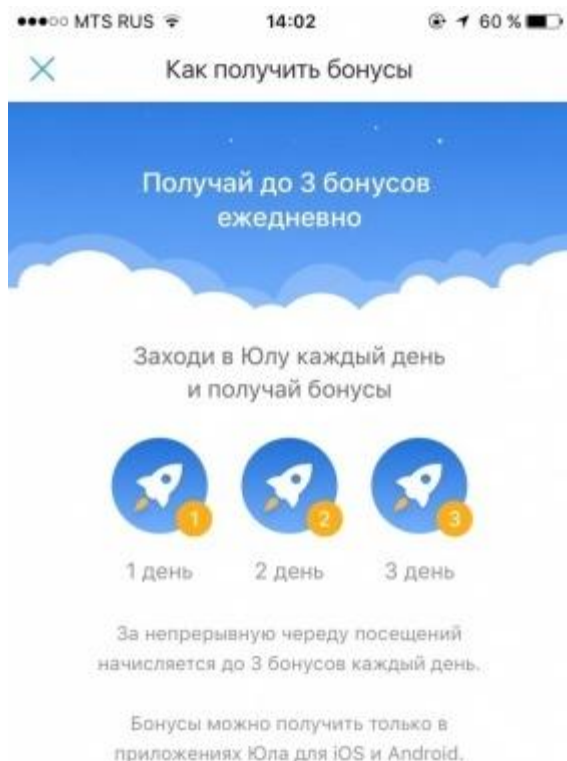 MTS RUS 14:02 60 %
Как получить бонусы
Получай до 3 бонусов
ежедневно
Заходи в Юлу каждый день
и получай бонусы
1 2 3
1 день 2 день 3 день
За непрерывную череду посещений
начисляется до 3 бонусов каждый день.
Бонусы можно получить только в
приложениях Юла для iOS и Android.